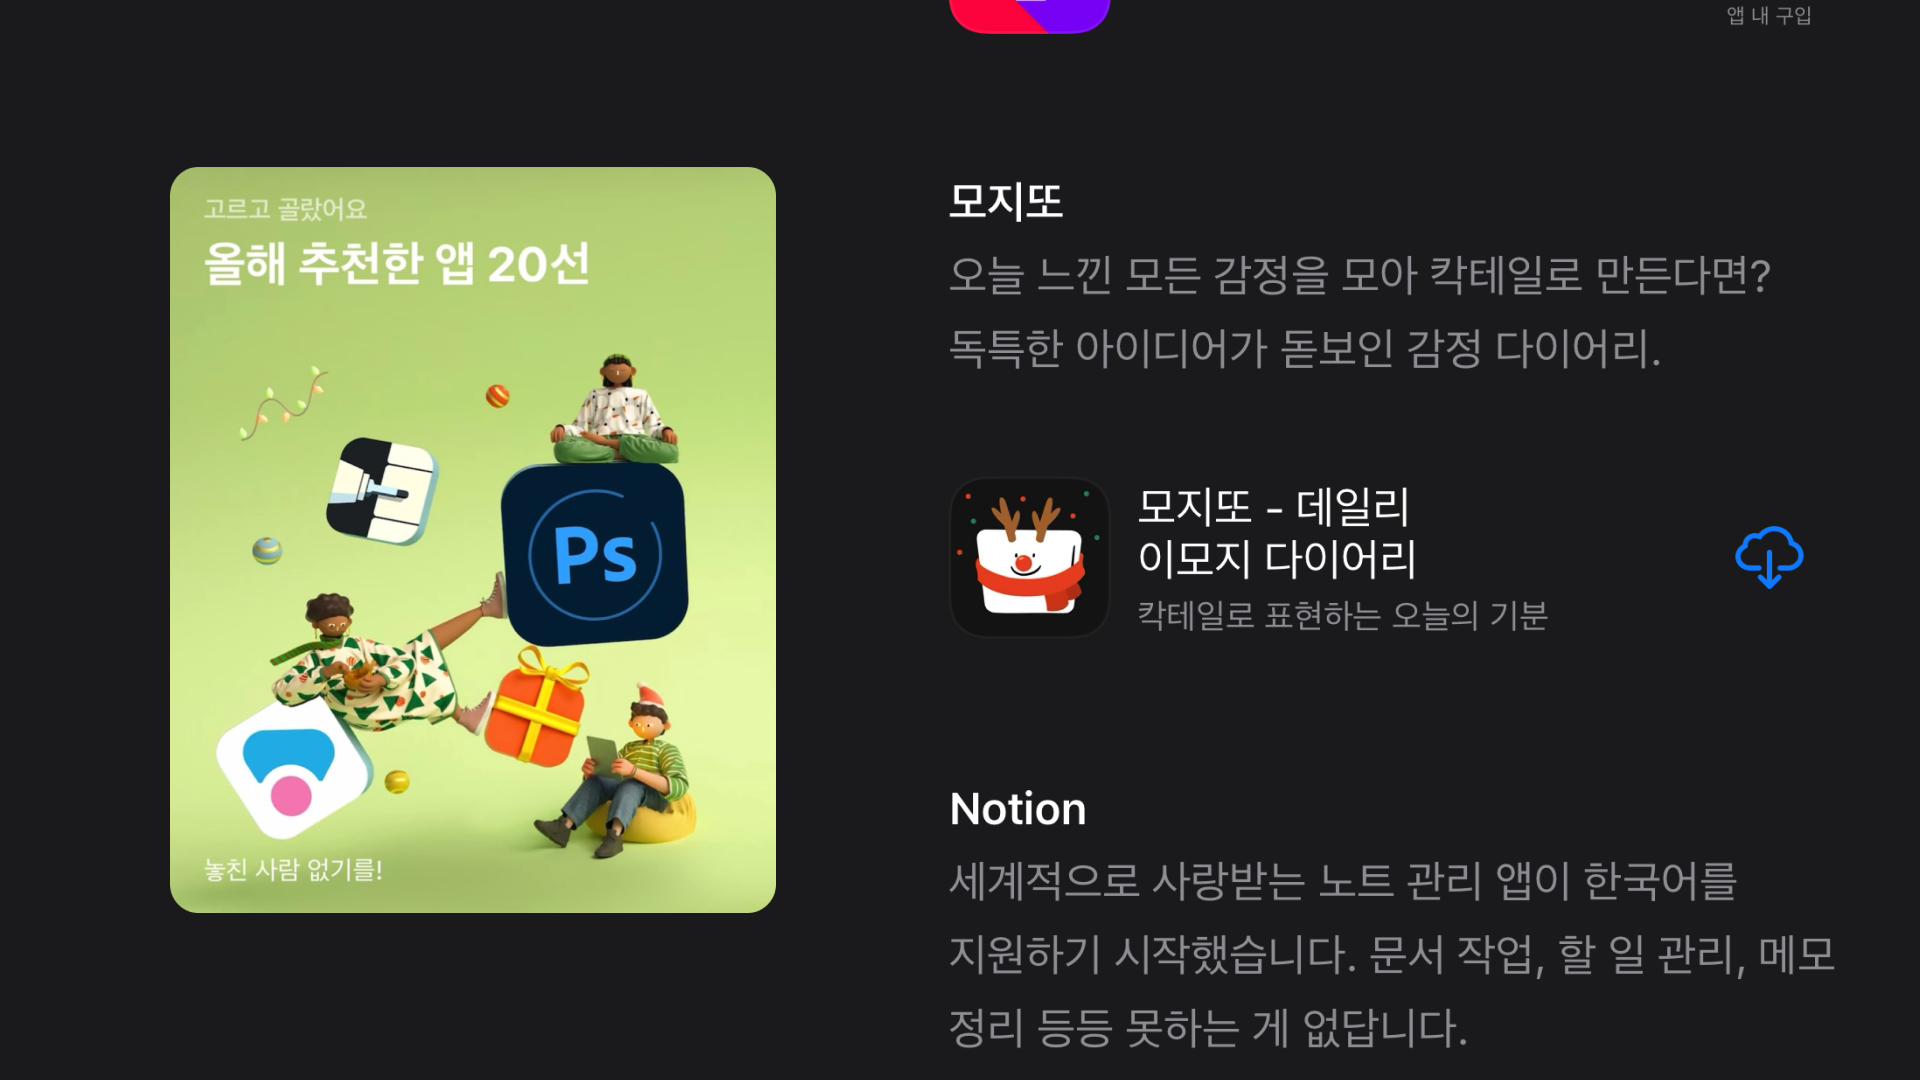 앱 내 구입
고르고 골랐어요
올해 추천한 앱 20선
Ps
놓친 사람 없기를!
모지또
오늘 느낀 모든 감정을 모아 칵테일로 만든다면?
독특한 아이디어가 돋보인 감정 다이어리.
모지또 - 데일리
이모지 다이어리
칵테일로 표현하는 오늘의 기분
Notion
세계적으로 사랑받는 노트 관리 앱이 한국어를
지원하기 시작했습니다. 문서 작업, 할 일 관리, 메모
정리 등등 못하는 게 없답니다.